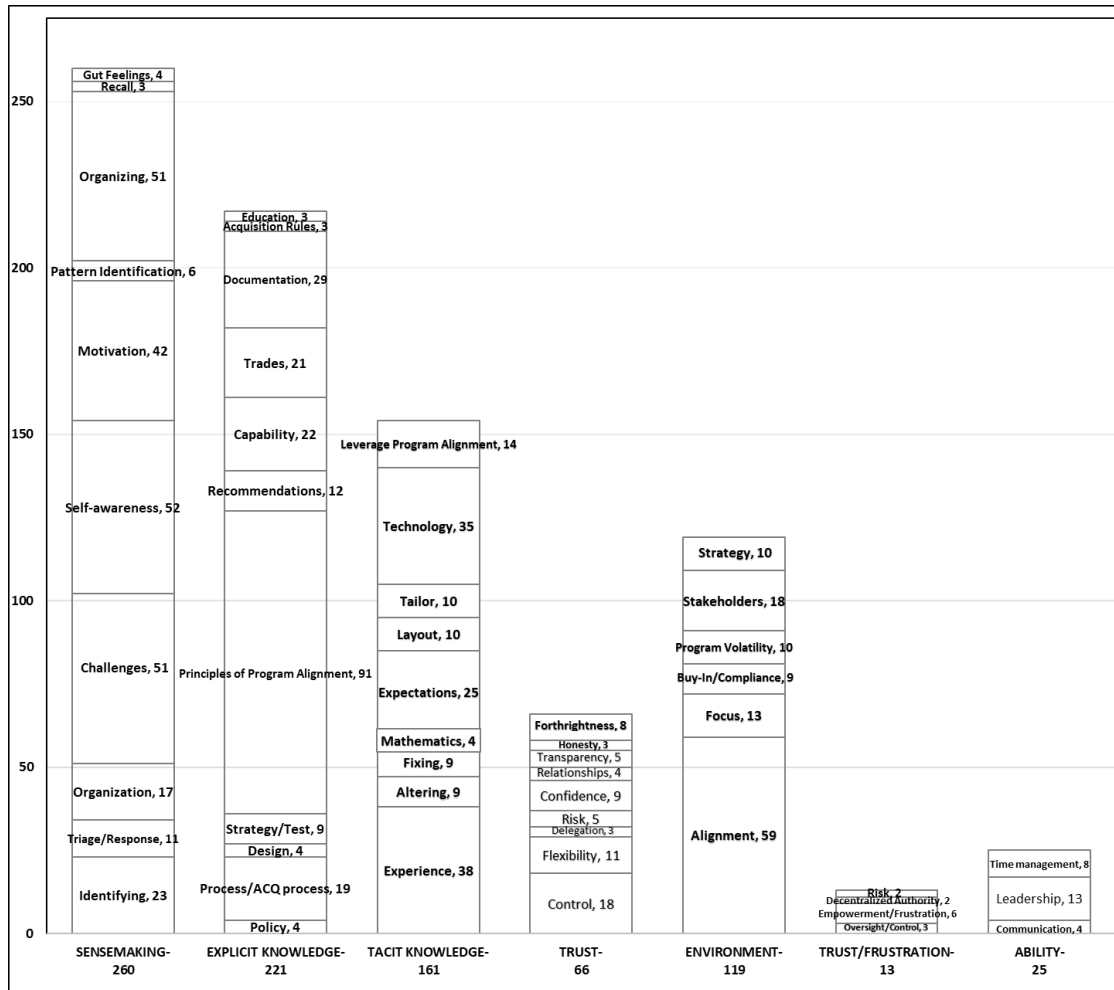 250
200
150
100
50
0
Gut Feelings, 4
Recall, 3
Organizing, 51
Pattern Identification, 6
Motivation, 42
Self-awareness, 52
Challenges, 51
Organization, 17
Triage/Response, 11
Identifying, 23
SENSEMAKING-
260
Education, 3
Acquisition Rules, 3
Documentation, 29
Trades, 21
Capability, 22
Recommendations, 12
Principles of Program Alignment, 91
Strategy/Test, 9
Design, 4
Process/ACQ process, 19
Policy, 4
EXPLICIT KNOWLEDGE-
221
Leverage Program Alignment, 14
Technology, 35
Tailor, 10
Layout, 10
Expectations, 25
Mathematics, 4
Fixing, 9
Altering, 9
Experience, 38
TACIT KNOWLEDGE-
161
Forthrightness, 8
Honesty, 3
Transparency, 5
Relationships, 4
Confidence, 9
Risk, 5
Delegation, 3
Flexibility, 11
Control, 18
TRUST-
66
Strategy, 10
Stakeholders, 18
Program Volatility, 10
Buy-In/Compliance, 9
Focus, 13
Alignment, 59
ENVIRONMENT-
119
Risk, 2
Decentralized Authority, 2
Empowerment/Frustration, 6
Oversight/Control, 3
TRUST/FRUSTRATION-
13
Time management, 8
Leadership, 13
Communication, 4
ABILITY-
25